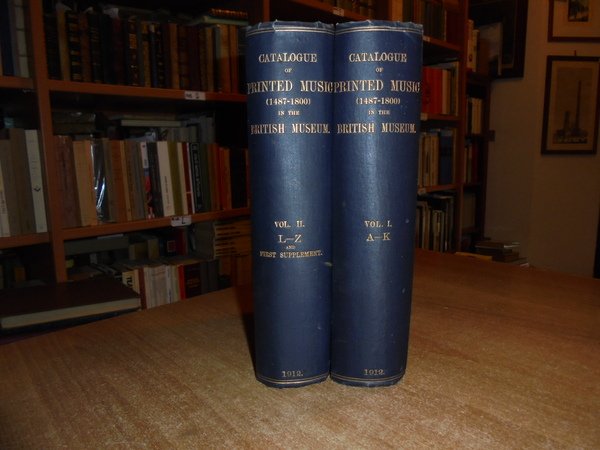 CATALOGUE
OF
PRINTED MUSIC
(1487-1800)
IN THE
BRITISH MUSEUM.
VOL. II.
L—Z
AND
FIRST SUPPLEMENT.
1912.
CATALOGUE
OF
PRINTED MUSIC
(1487-1800)
IN THE
BRITISH MUSEUM.
VOL. I.
A—K
1912.